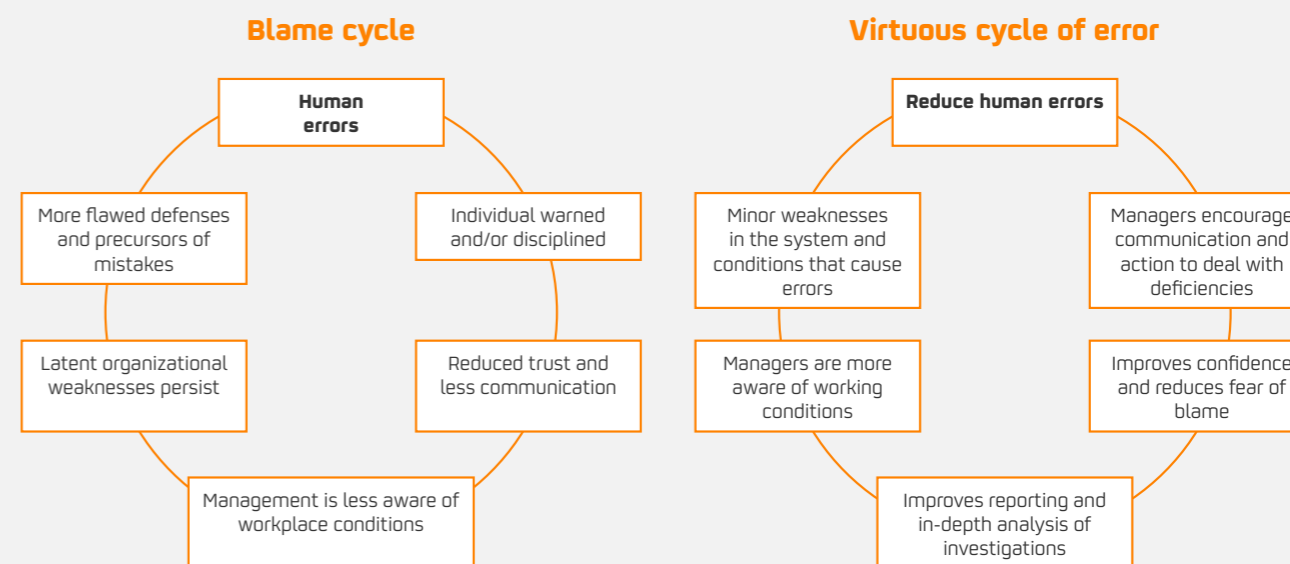 Blame cycle
Human
errors
Individual warned
and/or disciplined
Reduced trust and
less communication
Management is less aware of
workplace conditions
Latent organizational
weaknesses persist
More flawed defenses
and precursors of
mistakes
Virtuous cycle of error
Reduce human errors
Managers encourage
communication and
action to deal with
deficiencies
Improves confidence
and reduces fear of
blame
Improves reporting and
in-depth analysis of
investigations
Managers are more
aware of working
conditions
Minor weaknesses
in the system and
conditions that cause
errors